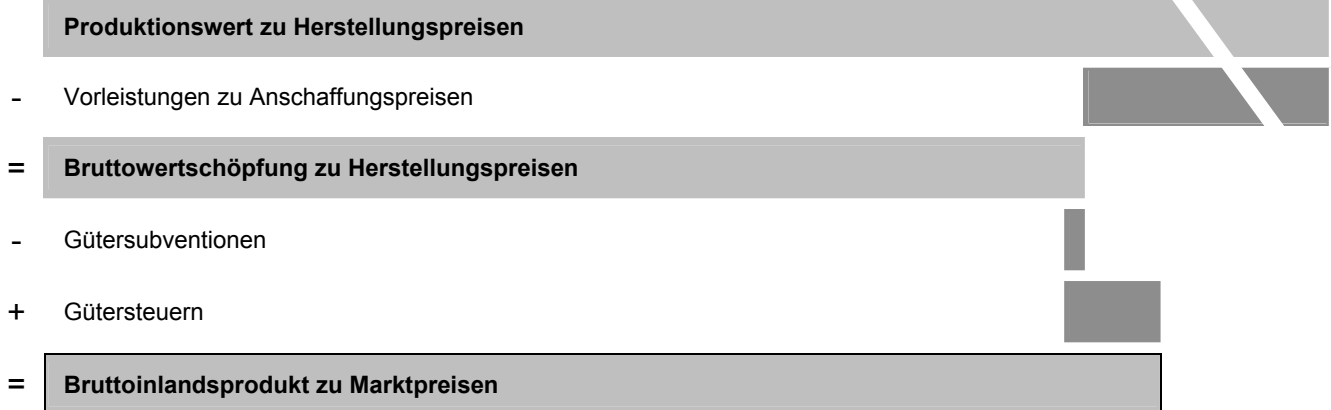 Produktionswert zu Herstellungspreisen
- Vorleistungen zu Anschaffungspreisen
= Bruttowertschöpfung zu Herstellungspreisen
- Gütersubventionen
+ Gütersteuern
= Bruttoinlandsprodukt zu Marktpreisen